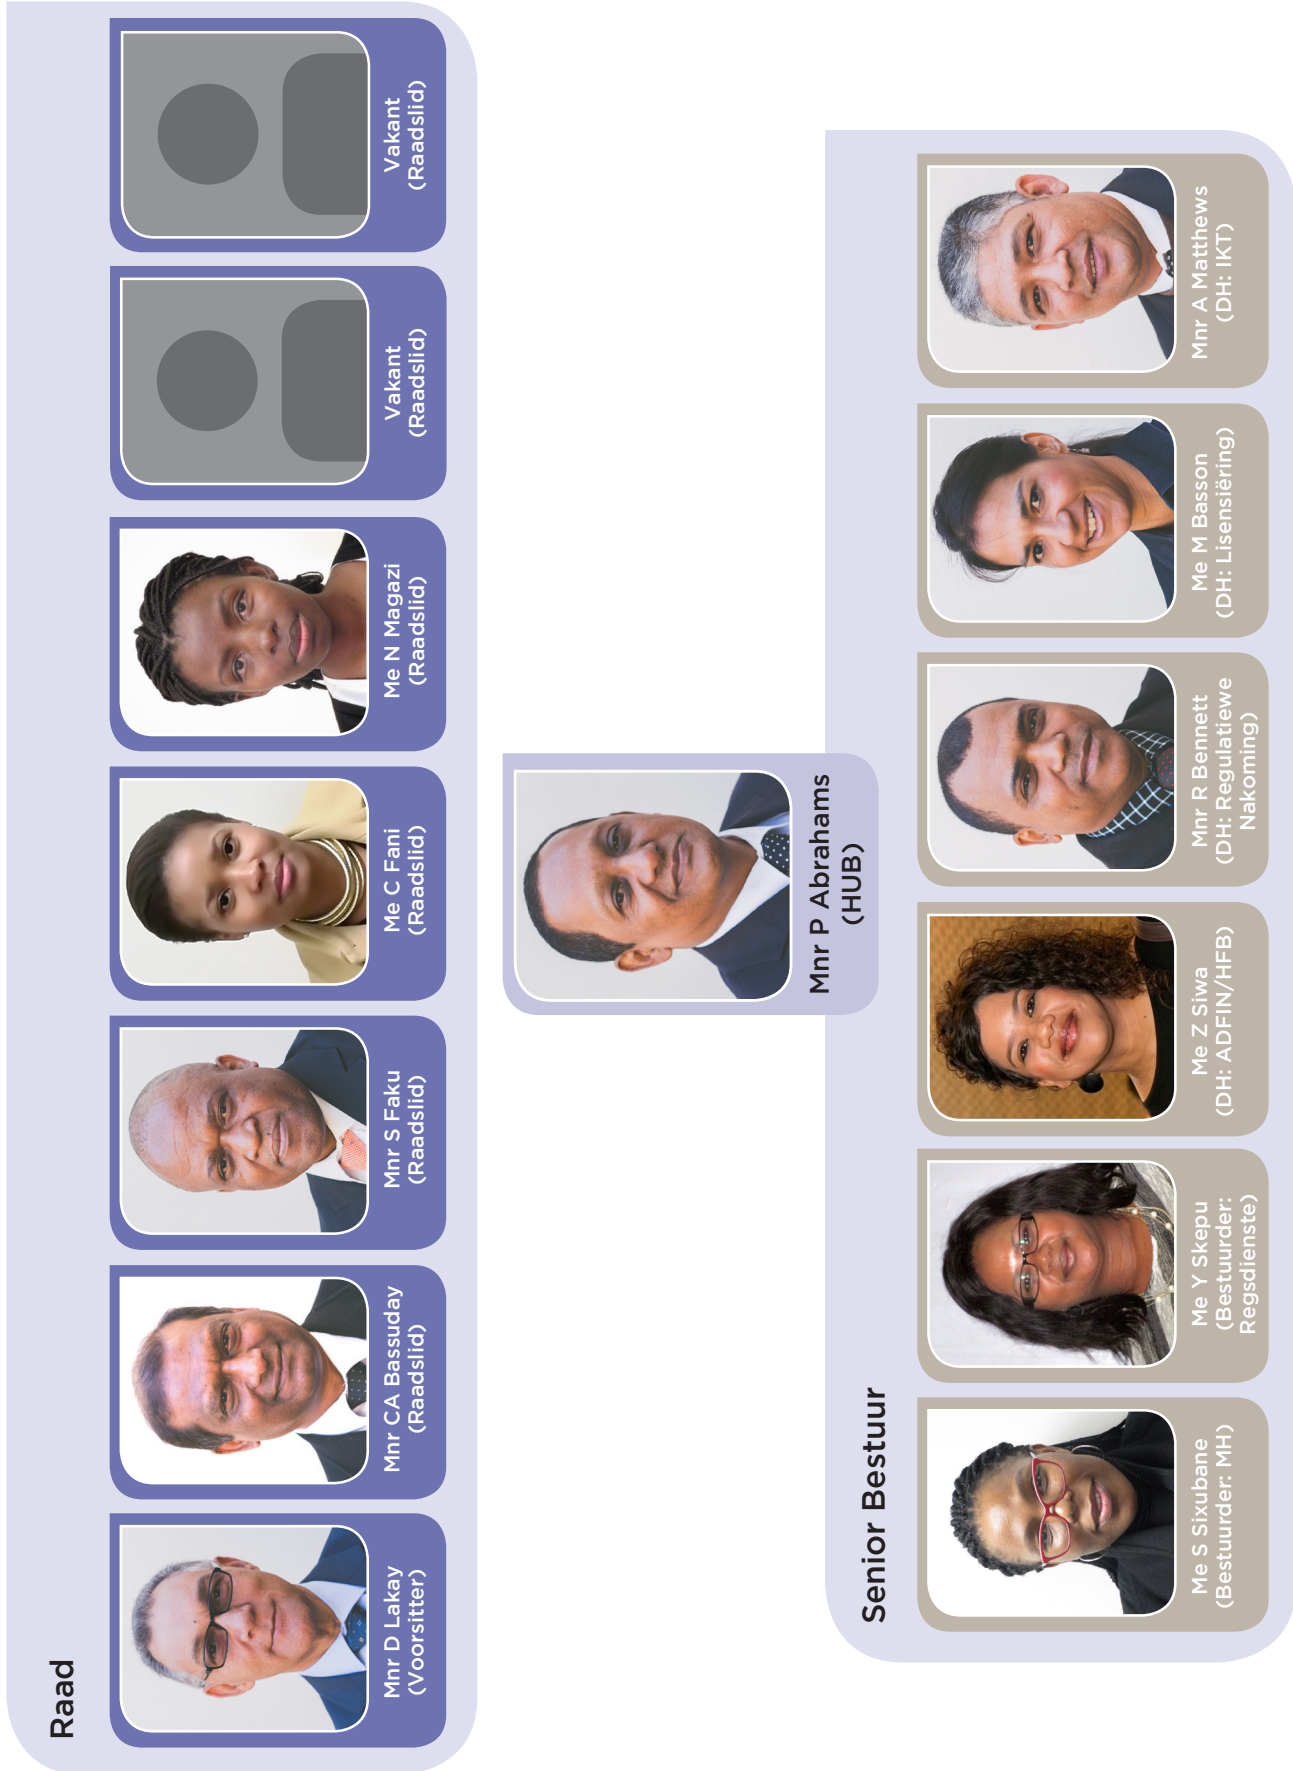 Raad
Mnr D Lakay
(Voorsitter)
Mnr CA Bassuday
(Raadslid)
Mnr S Faku
(Raadslid)
Me C Fani
(Raadslid)
Me N Magazi
(Raadslid)
Vakant
(Raadslid)
Vakant
(Raadslid)
Mnr P Abrahams
(HUB)
Senior Bestuur
Me S Sixubane
(Bestuurder: MH)
Me Y Skepu
(Bestuurder:
Regsdienste)
Me Z Siwa
(DH: ADFIN/HFB)
Mnr R Bennett
(DH: Regulatiewe
Nakoming)
Me M Basson
(DH: Lisensiëring)
Mnr A Matthews
(DH: IKT)